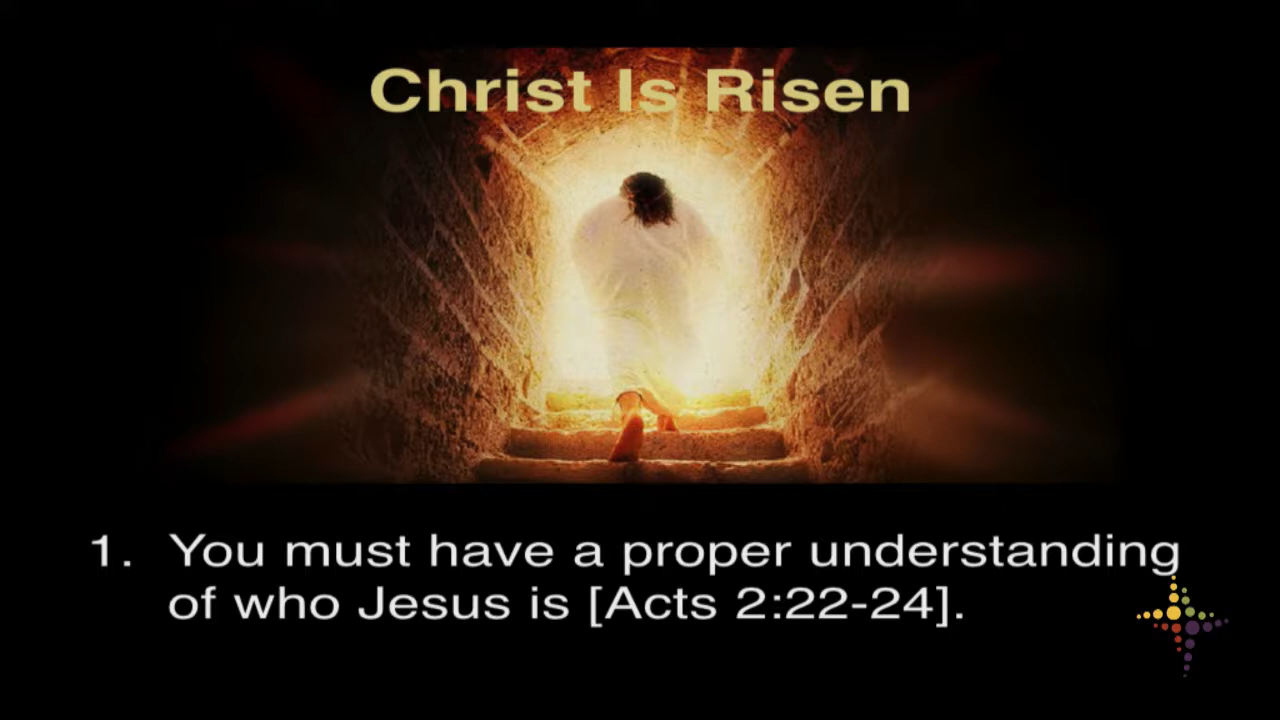 Christ Is Risen
1. You must have a proper understanding
of who Jesus is [Acts 2:22-24].